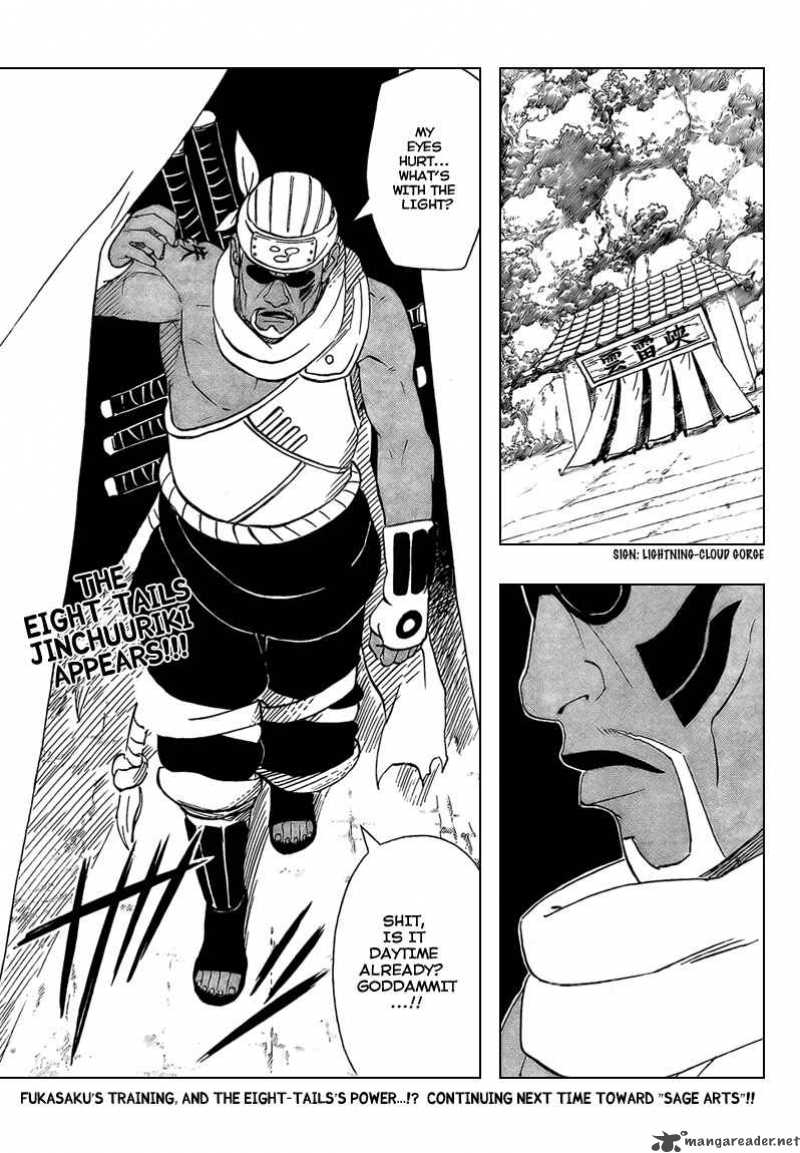 雲雷峡
SIGN: LIGHTNING-CLOUD GORGE
MY
EYES
HURT...
WHAT'S
WITH THE
LIGHT?
THE
EIGHT-TAILS
JINCHUURIKI
APPEARS!!!
SHIT,
IS IT
DAYTIME
ALREADY?
GODDAMMIT
...!!
FUKASAKU'S TRAINING, AND THE EIGHT-TAILS'S POWER...!? CONTINUING NEXT TIME TOWARD "SAGE ARTS"!!
mangareader.net